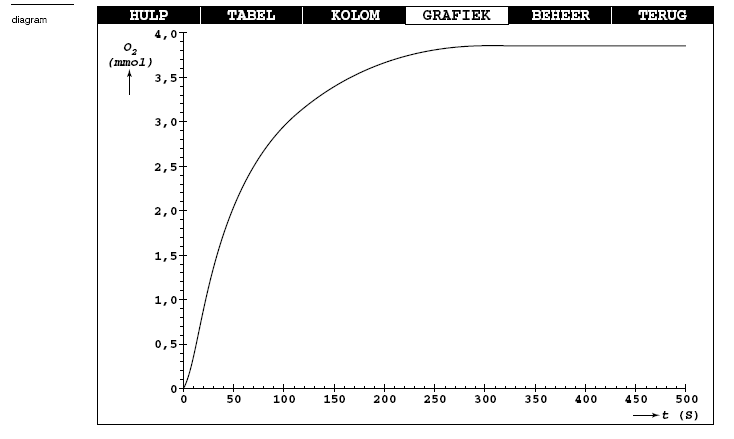 diagram
HULP TABEL KOLOM GRAFIEK BEHEER TERUG
O2
(mmol)
4,0
3,5
3,0
2,5
2,0
1,5
1,0
0,5
0
0 50 100 150 200 250 300 350 400 450 500
t (S)